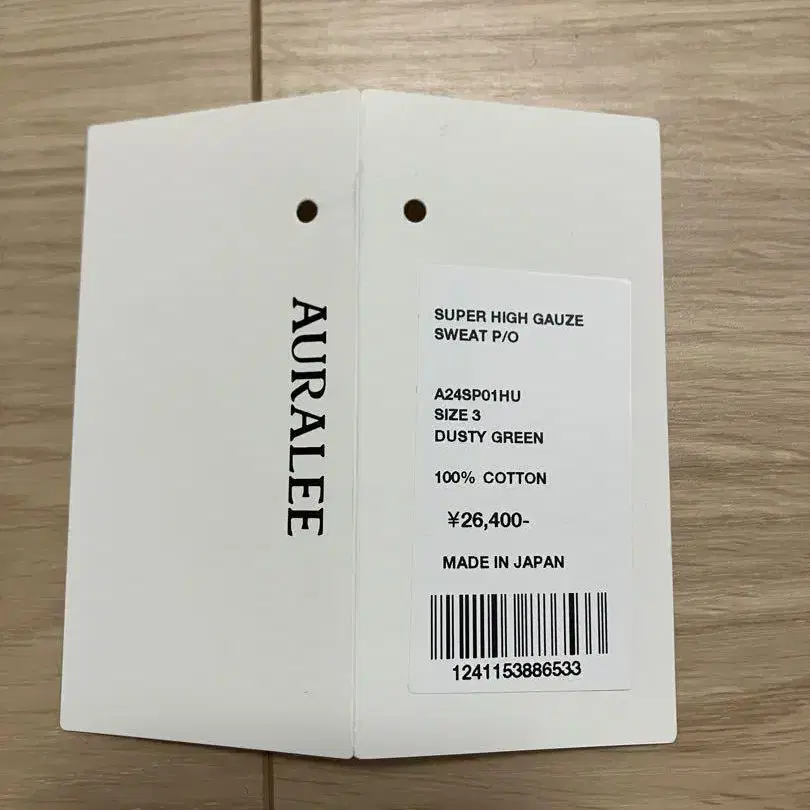 AURALEE
SUPER HIGH GAUZE
SWEAT P/O
A24SP01HU
SIZE 3
DUSTY GREEN
100% COTTON
¥26,400-
MADE IN JAPAN
1241153886533